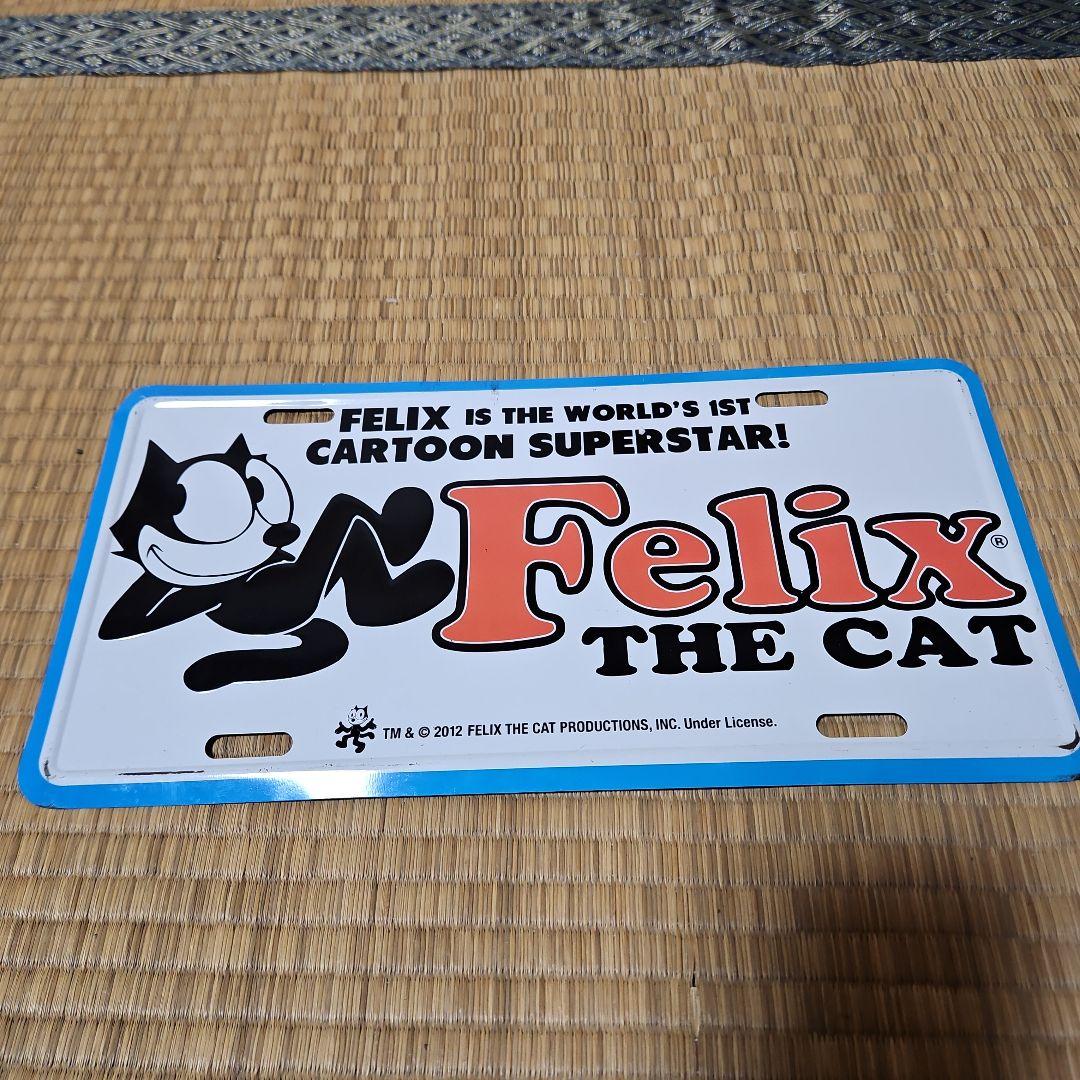 FELIX IS THE WORLD'S 1ST
CARTOON SUPERSTAR!
Felix®
THE CAT
TM & © 2012 FELIX THE CAT PRODUCTIONS, INC. Under License.